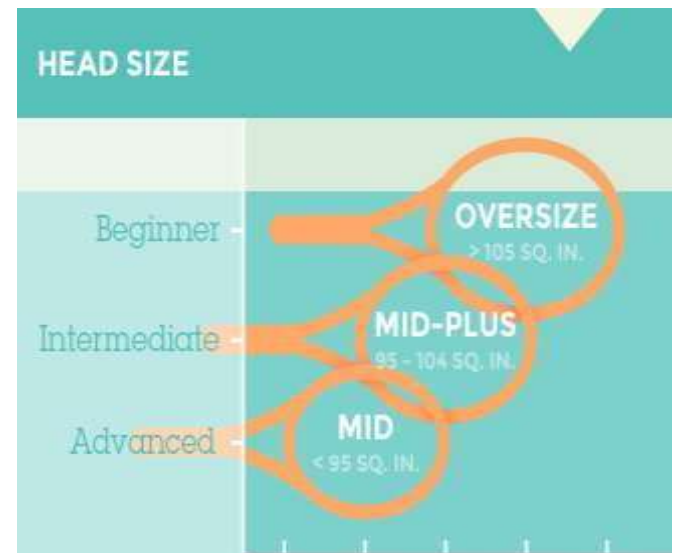 HEAD SIZE
Beginner
OVERSIZE
>105 SQ. IN.
Intermediate
MID-PLUS
95 – 104 SQ. IN.
Advanced
MID
< 95 SQ. IN.